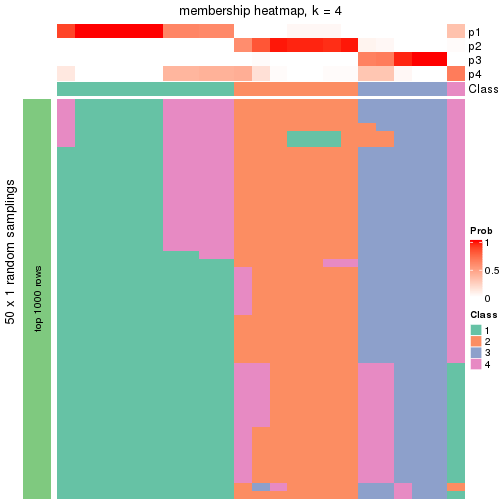 membership heatmap, k = 4
p1
p2
p3
p4
Class
50 x 1 random samplings
top 1000 rows
Prob
1
0.5
0
Class
1
2
3
4